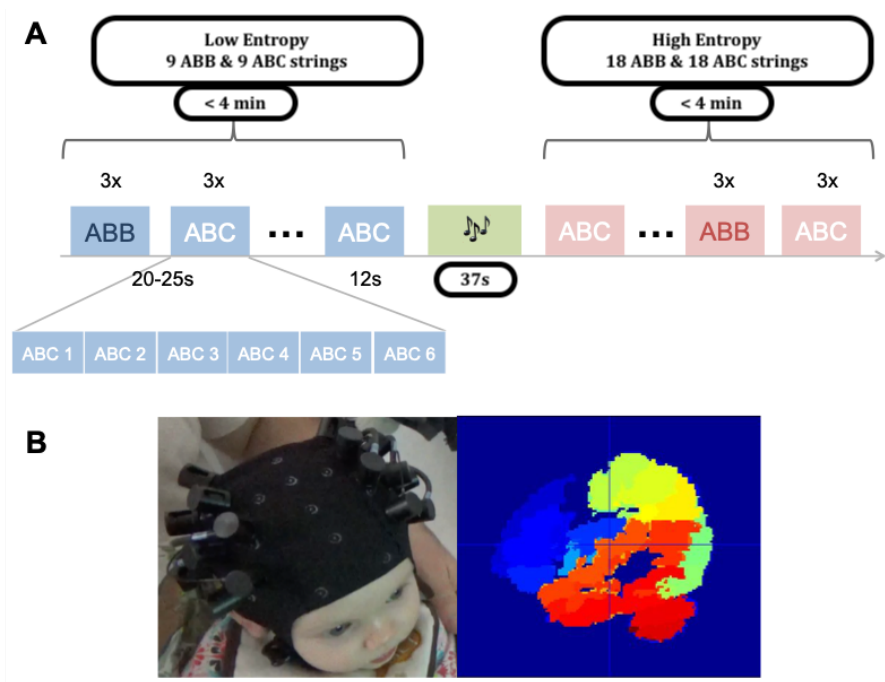 A
Low Entropy
9 ABB & 9 ABC strings
< 4 min
High Entropy
18 ABB & 18 ABC strings
< 4 min
3x 3x 3x 3x
ABB ABC ... ABC ABC ... ABB ABC
20-25s 12s 37s
ABC 1 ABC 2 ABC 3 ABC 4 ABC 5 ABC 6
B